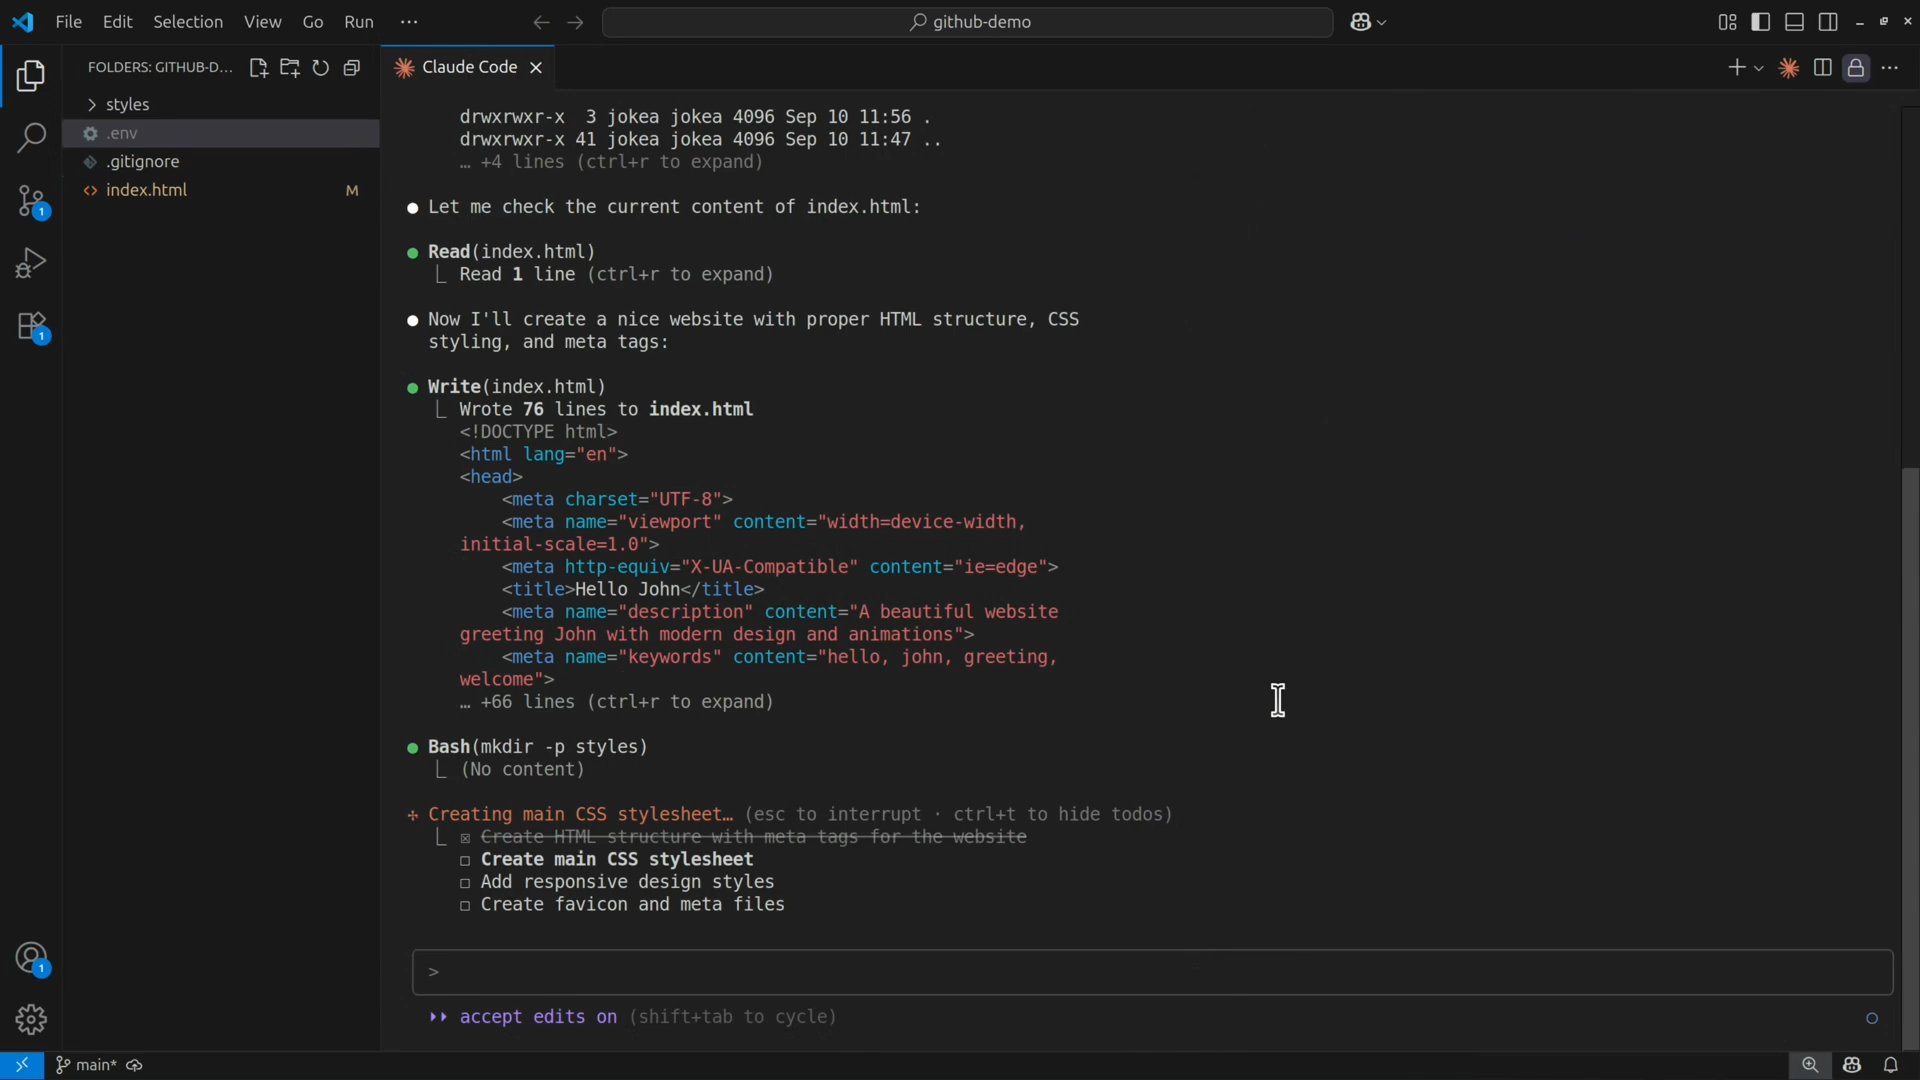 File Edit Selection View Go Run ... github-demo
FOLDERS: GITHUB-D... Claude Code
styles
.env
.gitignore
index.html M
1
1
1
drwxrwxr-x  3 jokea jokea 4096 Sep 10 11:56 .
drwxrwxr-x 41 jokea jokea 4096 Sep 10 11:47 ..
… +4 lines (ctrl+r to expand)
● Let me check the current content of index.html:
● Read(index.html)
Read 1 line (ctrl+r to expand)
● Now I'll create a nice website with proper HTML structure, CSS
styling, and meta tags:
● Write(index.html)
Wrote 76 lines to index.html
<!DOCTYPE html>
<html lang="en">
<head>
<meta charset="UTF-8">
<meta name="viewport" content="width=device-width,
initial-scale=1.0">
<meta http-equiv="X-UA-Compatible" content="ie=edge">
<title>Hello John</title>
<meta name="description" content="A beautiful website
greeting John with modern design and animations">
<meta name="keywords" content="hello, john, greeting,
welcome">
… +66 lines (ctrl+r to expand)
● Bash(mkdir -p styles)
(No content)
Creating main CSS stylesheet… (esc to interrupt · ctrl+t to hide todos)
☒ Create HTML structure with meta tags for the website
☐ Create main CSS stylesheet
☐ Add responsive design styles
☐ Create favicon and meta files
>
accept edits on (shift+tab to cycle)
main*